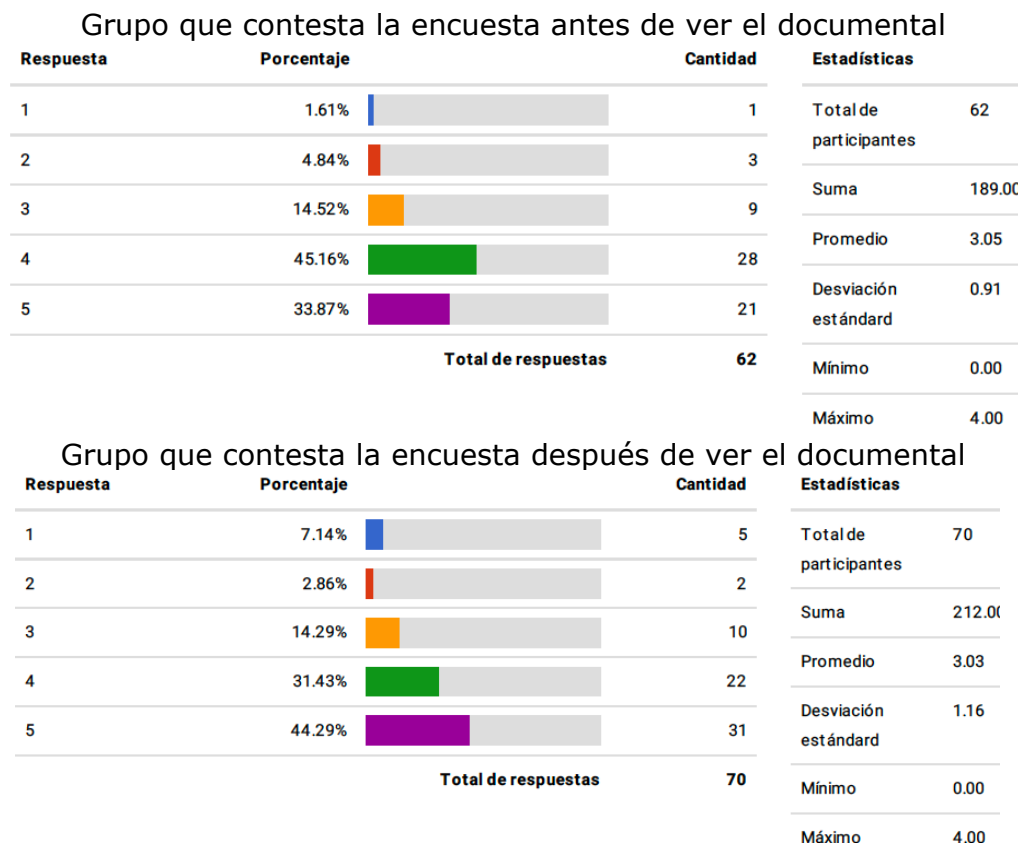 Grupo que contesta la encuesta antes de ver el documental
Respuesta Porcentaje Cantidad Estadísticas
1 1.61% 1
Total de participantes 62
2 4.84% 3
Suma 189.00
3 14.52% 9
Promedio 3.05
4 45.16% 28
Desviación estándard 0.91
5 33.87% 21
Total de respuestas 62
Mínimo 0.00
Máximo 4.00
Grupo que contesta la encuesta después de ver el documental
Respuesta Porcentaje Cantidad Estadísticas
1 7.14% 5
Total de participantes 70
2 2.86% 2
Suma 212.00
3 14.29% 10
Promedio 3.03
4 31.43% 22
Desviación estándard 1.16
5 44.29% 31
Total de respuestas 70
Mínimo 0.00
Máximo 4.00